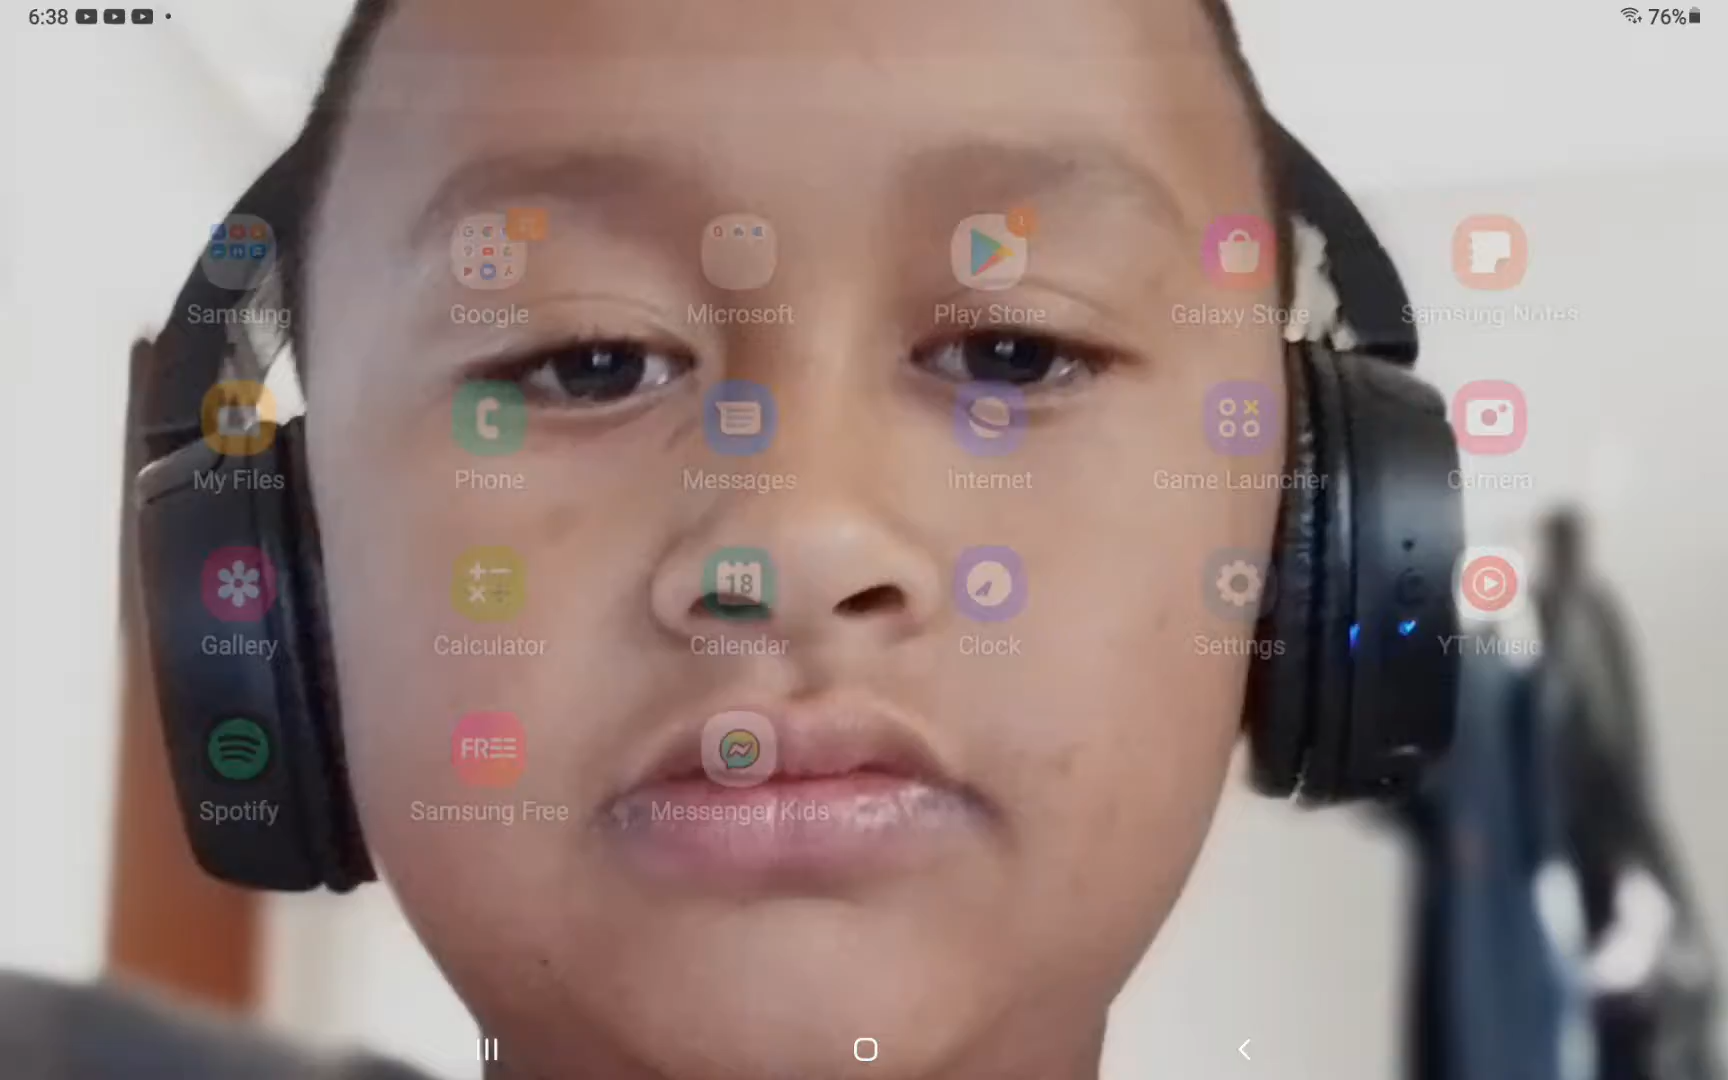 6:38 76%
Samsung Google Microsoft Play Store Galaxy Store Samsung Notes
My Files Phone Messages Internet Game Launcher Camera
18
Gallery Calculator Calendar Clock Settings YT Music
FREE
Spotify Samsung Free Messenger Kids